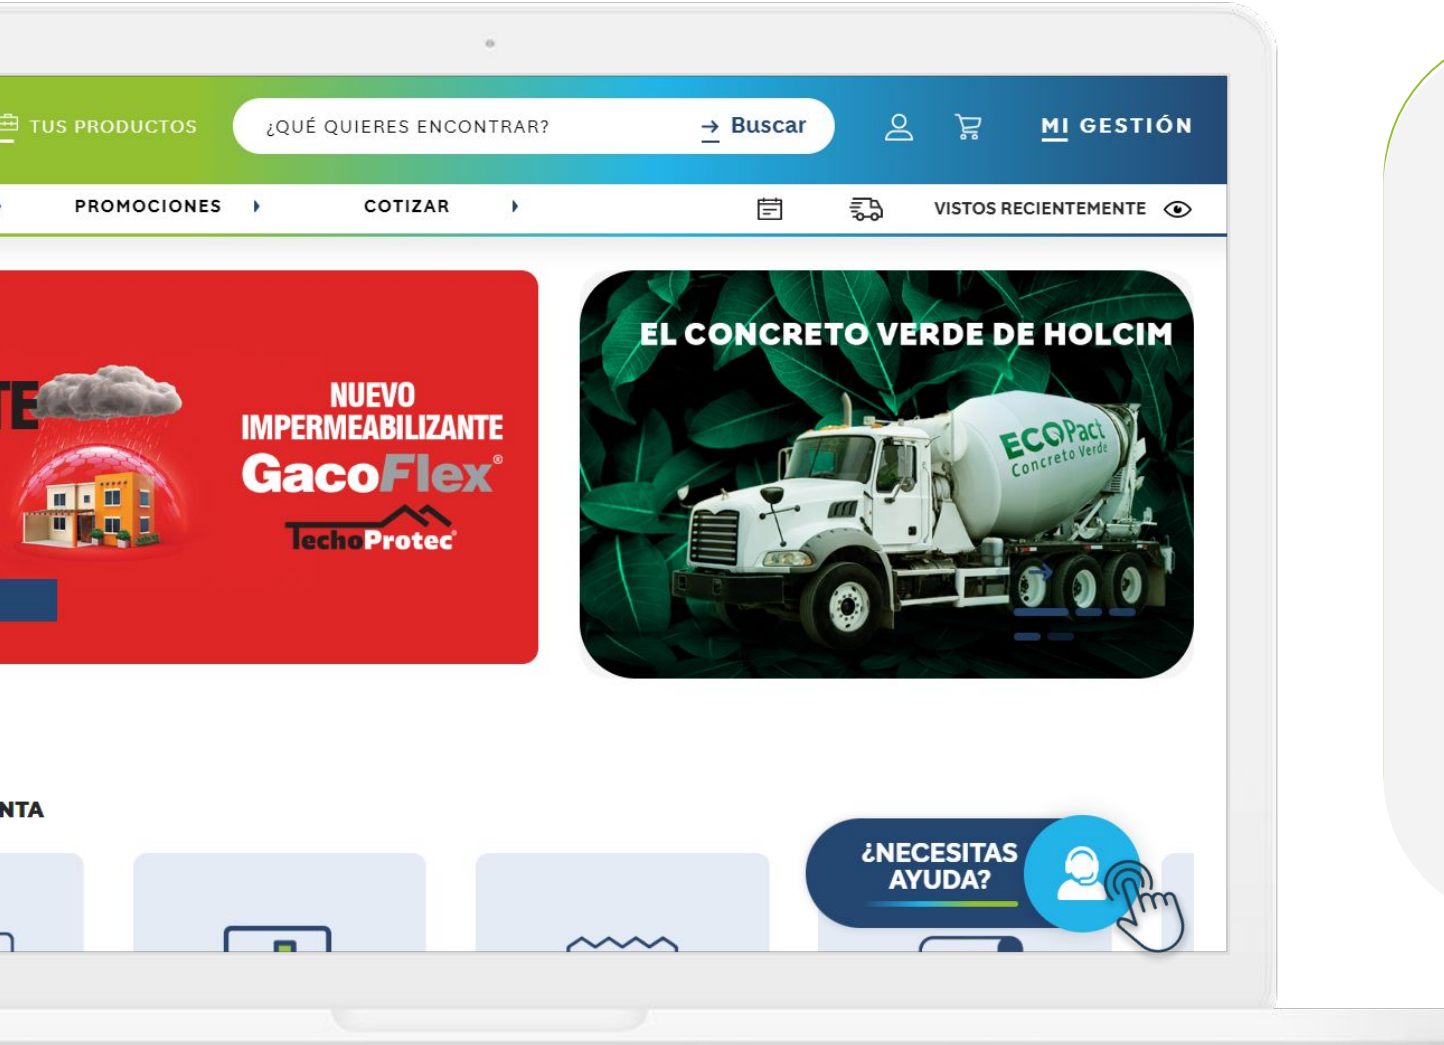 TUS PRODUCTOS
¿QUÉ QUIERES ENCONTRAR?
→ Buscar
MI GESTIÓN
PROMOCIONES
COTIZAR
VISTOS RECIENTEMENTE
TE
NUEVO
IMPERMEABILIZANTE
GacoFlex®
TechoProtec
EL CONCRETO VERDE DE HOLCIM
ECOPact
Concreto Verde
NTA
¿NECESITAS
AYUDA?